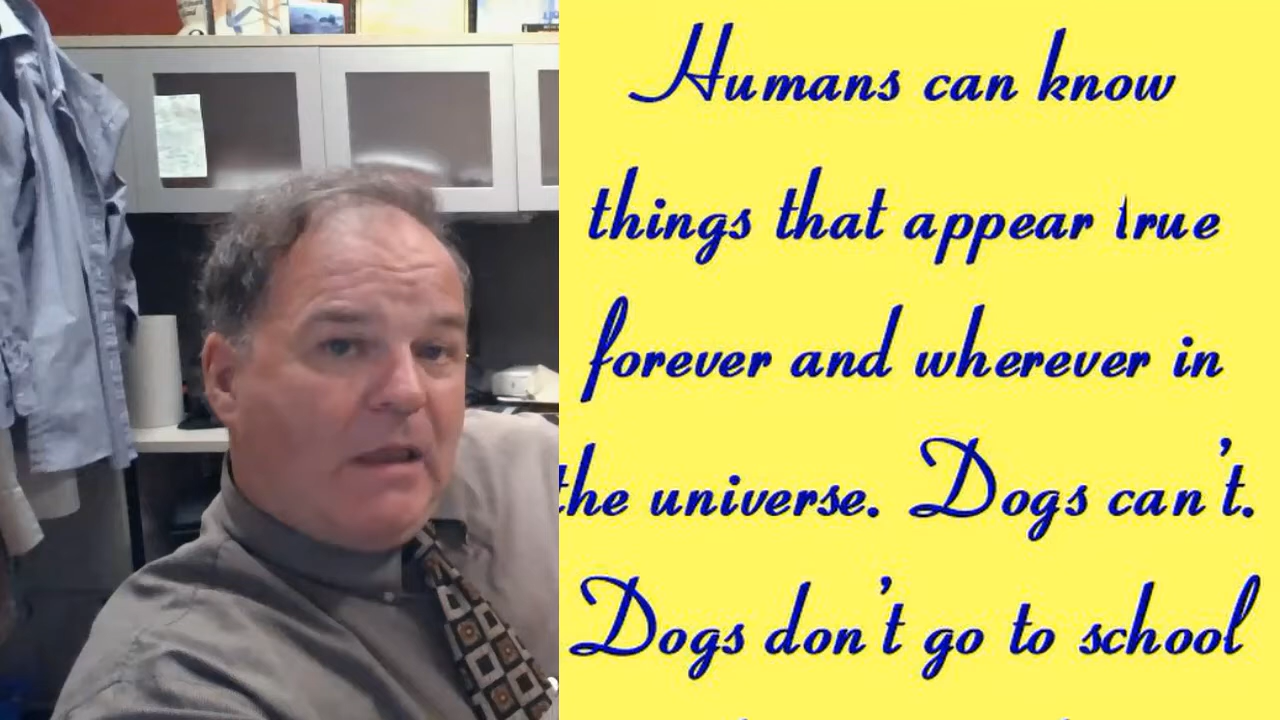 Humans can know
things that appear true
forever and wherever in
the universe. Dogs can't.
Dogs don't go to school